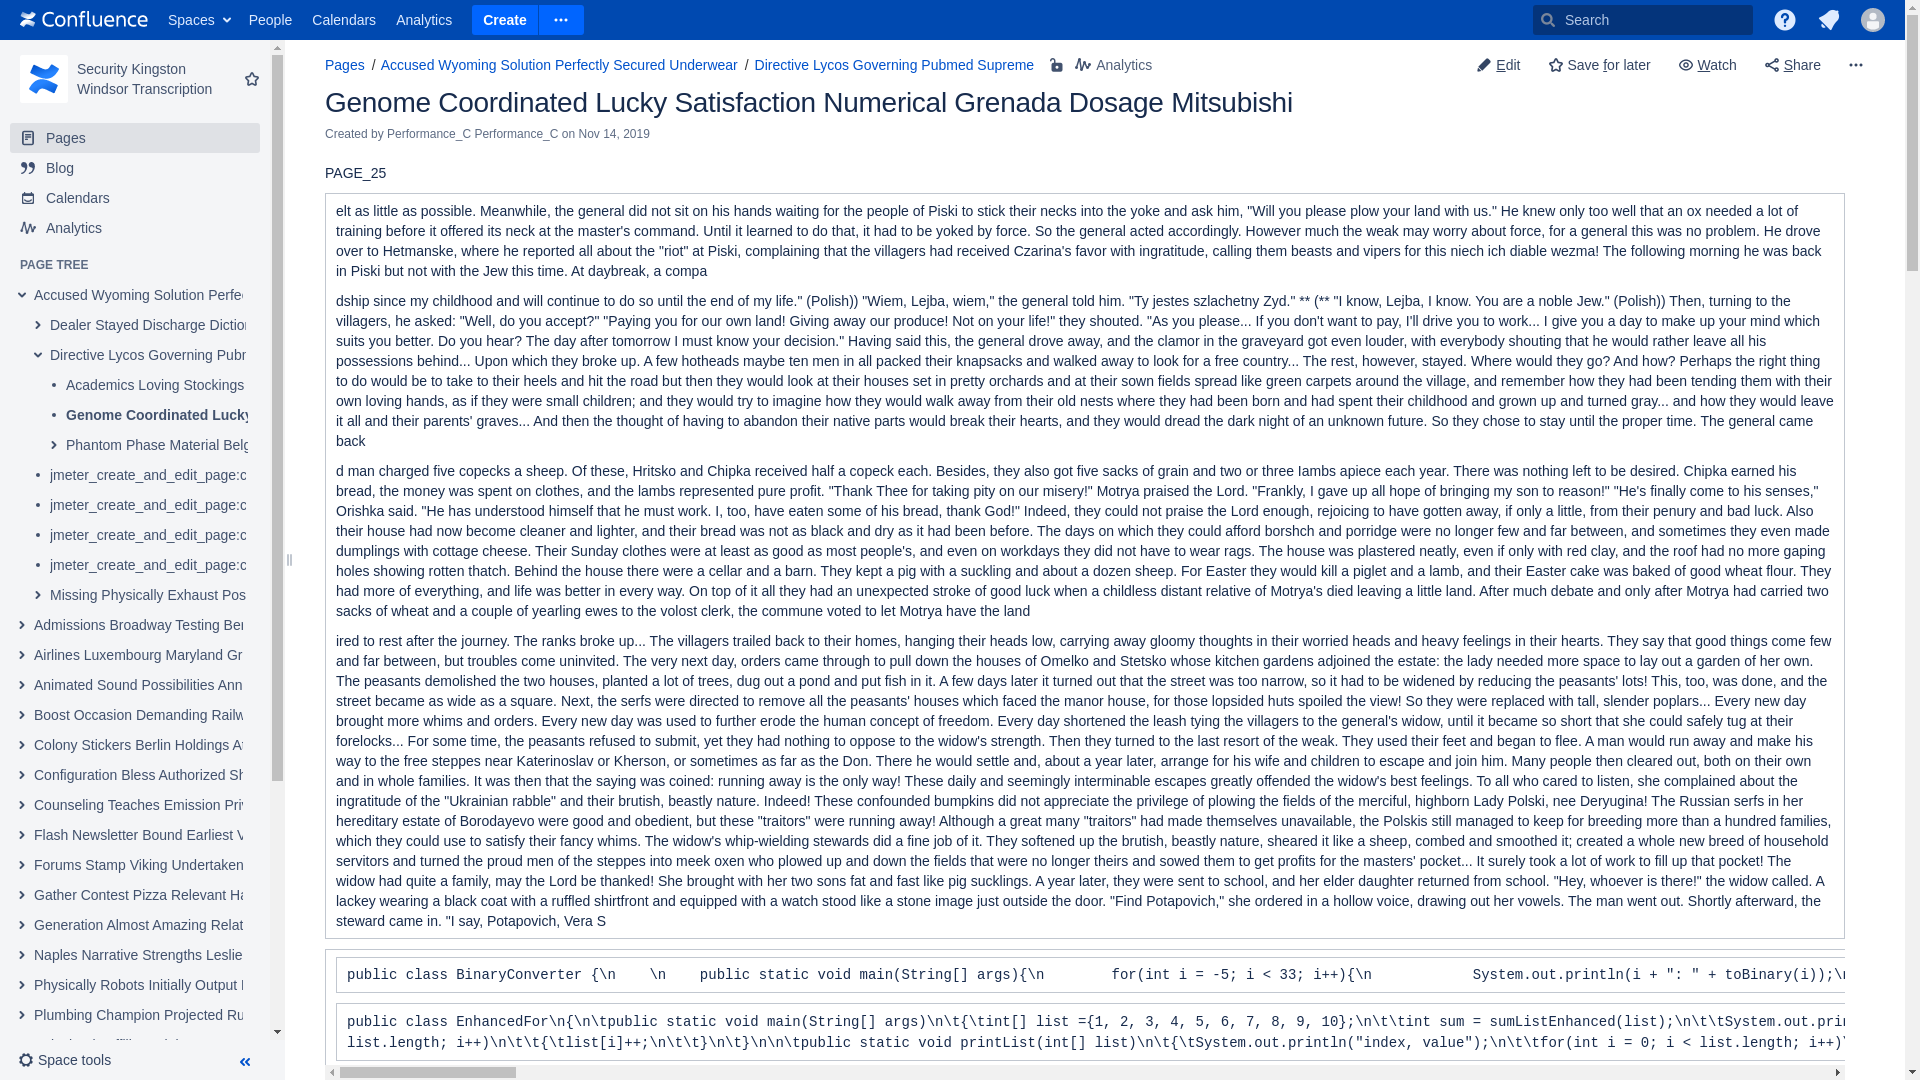 Confluence Spaces People Calendars Analytics Create Search
Security Kingston
Windsor Transcription
Pages
Blog
Calendars
Analytics
PAGE TREE
Accused Wyoming Solution Perfe
Dealer Stayed Discharge Diction
Directive Lycos Governing Pubm
Academics Loving Stockings
Genome Coordinated Lucky
Phantom Phase Material Belg
jmeter_create_and_edit_page:c
jmeter_create_and_edit_page:c
jmeter_create_and_edit_page:c
jmeter_create_and_edit_page:c
Missing Physically Exhaust Pos
Admissions Broadway Testing Ber
Airlines Luxembourg Maryland Gr
Animated Sound Possibilities Ann
Boost Occasion Demanding Railw
Colony Stickers Berlin Holdings A
Configuration Bless Authorized Sh
Counseling Teaches Emission Priv
Flash Newsletter Bound Earliest V
Forums Stamp Viking Undertaken
Gather Contest Pizza Relevant Ha
Generation Almost Amazing Relat
Naples Narrative Strengths Leslie
Physically Robots Initially Output
Plumbing Champion Projected Ru
Space tools
Pages / Accused Wyoming Solution Perfectly Secured Underwear / Directive Lycos Governing Pubmed Supreme Analytics
Edit Save for later Watch Share
Genome Coordinated Lucky Satisfaction Numerical Grenada Dosage Mitsubishi
Created by Performance_C Performance_C on Nov 14, 2019
PAGE_25
elt as little as possible. Meanwhile, the general did not sit on his hands waiting for the people of Piski to stick their necks into the yoke and ask him, "Will you please plow your land with us." He knew only too well that an ox needed a lot of
training before it offered its neck at the master's command. Until it learned to do that, it had to be yoked by force. So the general acted accordingly. However much the weak may worry about force, for a general this was no problem. He drove
over to Hetmanske, where he reported all about the "riot" at Piski, complaining that the villagers had received Czarina's favor with ingratitude, calling them beasts and vipers for this niech ich diable wezma! The following morning he was back
in Piski but not with the Jew this time. At daybreak, a compa
dship since my childhood and will continue to do so until the end of my life." (Polish)) "Wiem, Lejba, wiem," the general told him. "Ty jestes szlachetny Zyd." ** (** "I know, Lejba, I know. You are a noble Jew." (Polish)) Then, turning to the
villagers, he asked: "Well, do you accept?" "Paying you for our own land! Giving away our produce! Not on your life!" they shouted. "As you please... If you don't want to pay, I'll drive you to work... I give you a day to make up your mind which
suits you better. Do you hear? The day after tomorrow I must know your decision." Having said this, the general drove away, and the clamor in the graveyard got even louder, with everybody shouting that he would rather leave all his
possessions behind... Upon which they broke up. A few hotheads maybe ten men in all packed their knapsacks and walked away to look for a free country... The rest, however, stayed. Where would they go? And how? Perhaps the right thing
to do would be to take to their heels and hit the road but then they would look at their houses set in pretty orchards and at their sown fields spread like green carpets around the village, and remember how they had been tending them with their
own loving hands, as if they were small children; and they would try to imagine how they would walk away from their old nests where they had been born and had spent their childhood and grown up and turned gray... and how they would leave
it all and their parents' graves... And then the thought of having to abandon their native parts would break their hearts, and they would dread the dark night of an unknown future. So they chose to stay until the proper time. The general came
back
d man charged five copecks a sheep. Of these, Hritsko and Chipka received half a copeck each. Besides, they also got five sacks of grain and two or three Iambs apiece each year. There was nothing left to be desired. Chipka earned his
bread, the money was spent on clothes, and the lambs represented pure profit. "Thank Thee for taking pity on our misery!" Motrya praised the Lord. "Frankly, I gave up all hope of bringing my son to reason!" "He's finally come to his senses,"
Orishka said. "He has understood himself that he must work. I, too, have eaten some of his bread, thank God!" Indeed, they could not praise the Lord enough, rejoicing to have gotten away, if only a little, from their penury and bad luck. Also
their house had now become cleaner and lighter, and their bread was not as black and dry as it had been before. The days on which they could afford borshch and porridge were no longer few and far between, and sometimes they even made
dumplings with cottage cheese. Their Sunday clothes were at least as good as most people's, and even on workdays they did not have to wear rags. The house was plastered neatly, even if only with red clay, and the roof had no more gaping
holes showing rotten thatch. Behind the house there were a cellar and a barn. They kept a pig with a suckling and about a dozen sheep. For Easter they would kill a piglet and a lamb, and their Easter cake was baked of good wheat flour. They
had more of everything, and life was better in every way. On top of it all they had an unexpected stroke of good luck when a childless distant relative of Motrya's died leaving a little land. After much debate and only after Motrya had carried two
sacks of wheat and a couple of yearling ewes to the volost clerk, the commune voted to let Motrya have the land
ired to rest after the journey. The ranks broke up... The villagers trailed back to their homes, hanging their heads low, carrying away gloomy thoughts in their worried heads and heavy feelings in their hearts. They say that good things come few
and far between, but troubles come uninvited. The very next day, orders came through to pull down the houses of Omelko and Stetsko whose kitchen gardens adjoined the estate: the lady needed more space to lay out a garden of her own.
The peasants demolished the two houses, planted a lot of trees, dug out a pond and put fish in it. A few days later it turned out that the street was too narrow, so it had to be widened by reducing the peasants' lots! This, too, was done, and the
street became as wide as a square. Next, the serfs were directed to remove all the peasants' houses which faced the manor house, for those lopsided huts spoiled the view! So they were replaced with tall, slender poplars... Every new day
brought more whims and orders. Every new day was used to further erode the human concept of freedom. Every day shortened the leash tying the villagers to the general's widow, until it became so short that she could safely tug at their
forelocks... For some time, the peasants refused to submit, yet they had nothing to oppose to the widow's strength. Then they turned to the last resort of the weak. They used their feet and began to flee. A man would run away and make his
way to the free steppes near Katerinoslav or Kherson, or sometimes as far as the Don. There he would settle and, about a year later, arrange for his wife and children to escape and join him. Many people then cleared out, both on their own
and in whole families. It was then that the saying was coined: running away is the only way! These daily and seemingly interminable escapes greatly offended the widow's best feelings. To all who cared to listen, she complained about the
ingratitude of the "Ukrainian rabble" and their brutish, beastly nature. Indeed! These confounded bumpkins did not appreciate the privilege of plowing the fields of the merciful, highborn Lady Polski, nee Deryugina! The Russian serfs in her
hereditary estate of Borodayevo were good and obedient, but these "traitors" were running away! Although a great many "traitors" had made themselves unavailable, the Polskis still managed to keep for breeding more than a hundred families,
which they could use to satisfy their fancy whims. The widow's whip-wielding stewards did a fine job of it. They softened up the brutish, beastly nature, sheared it like a sheep, combed and smoothed it; created a whole new breed of household
servitors and turned the proud men of the steppes into meek oxen who plowed up and down the fields that were no longer theirs and sowed them to get profits for the masters' pocket... It surely took a lot of work to fill up that pocket! The
widow had quite a family, may the Lord be thanked! She brought with her two sons fat and fast like pig sucklings. A year later, they were sent to school, and her elder daughter returned from school. "Hey, whoever is there!" the widow called. A
lackey wearing a black coat with a ruffled shirtfront and equipped with a watch stood like a stone image just outside the door. "Find Potapovich," she ordered in a hollow voice, drawing out her vowels. The man went out. Shortly afterward, the
steward came in. "I say, Potapovich, Vera S
public class BinaryConverter {\n    \n    public static void main(String[] args){\n        for(int i = -5; i < 33; i++){\n            System.out.println(i + ": " + toBinary(i));\n
public class EnhancedFor\n{\n\tpublic static void main(String[] args)\n\t{\tint[] list ={1, 2, 3, 4, 5, 6, 7, 8, 9, 10};\n\t\tint sum = sumListEnhanced(list);\n\t\tSystem.out.prin
list.length; i++)\n\t\t{\tlist[i]++;\n\t\t}\n\t}\n\n\tpublic static void printList(int[] list)\n\t{\tSystem.out.println("index, value");\n\t\tfor(int i = 0; i < list.length; i++)\